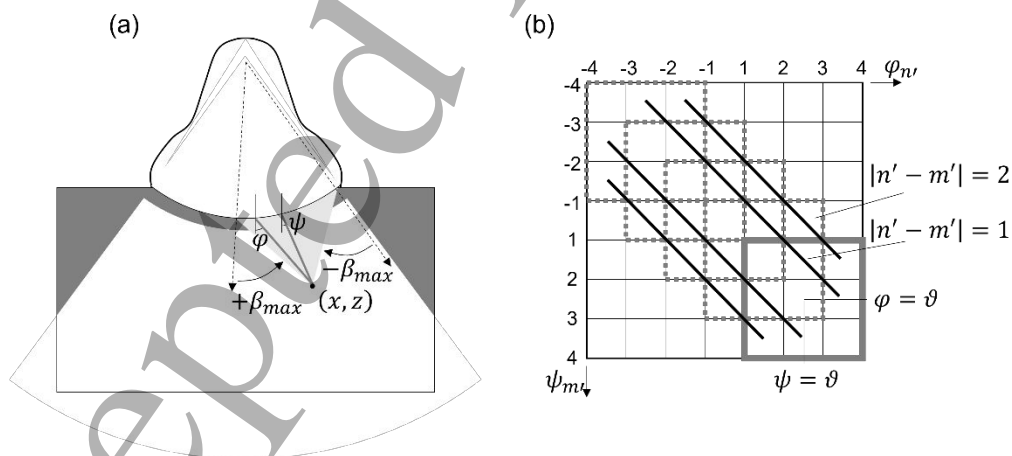 (a)
(b)
φ
ψ
−β_max
+β_max
(x, z)
-4 -3 -2 -1 1 2 3 4 φ_n′
-4
-3
-2
-1
1
2
3
4
ψ_m′
|n′ − m′| = 2
|n′ − m′| = 1
φ = ϑ
ψ = ϑ
epted